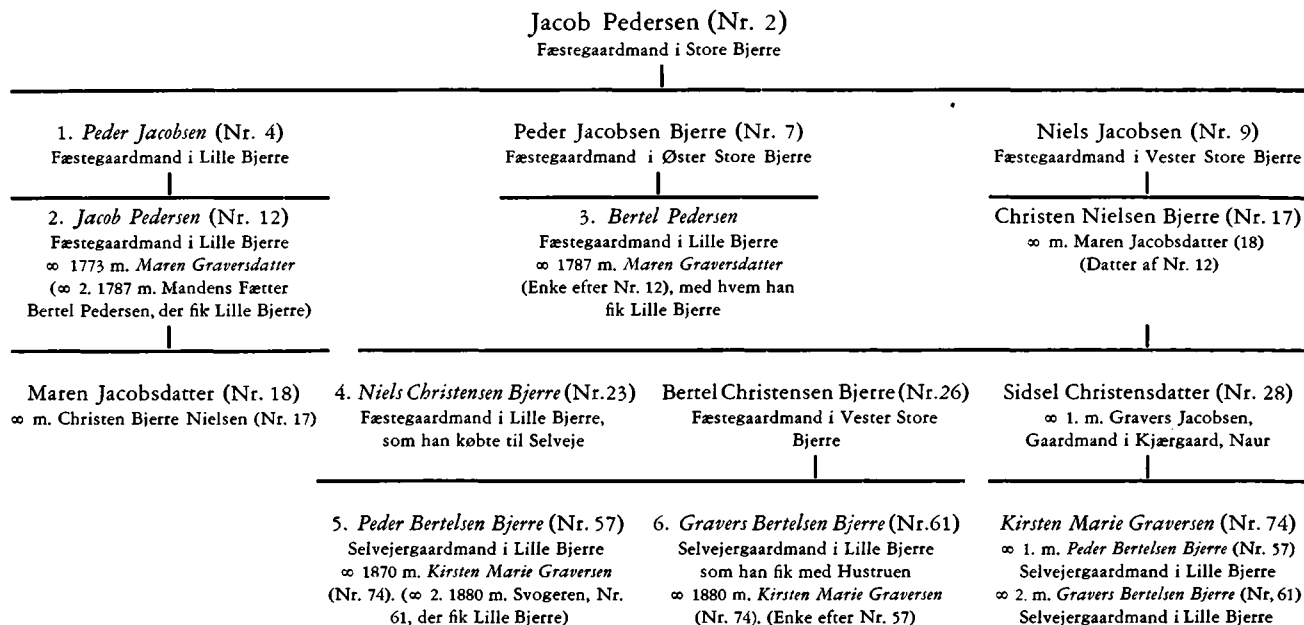 Jacob Pedersen (Nr. 2)
Fæstegaardmand i Store Bjerre
1. Peder Jacobsen (Nr. 4)
Fæstegaardmand i Lille Bjerre
Peder Jacobsen Bjerre (Nr. 7)
Fæstegaardmand i Øster Store Bjerre
Niels Jacobsen (Nr. 9)
Fæstegaardmand i Vester Store Bjerre
2. Jacob Pedersen (Nr. 12)
Fæstegaardmand i Lille Bjerre
∞ 1773 m. Maren Graversdatter
(∞ 2. 1787 m. Mandens Fætter
Bertel Pedersen, der fik Lille Bjerre)
3. Bertel Pedersen
Fæstegaardmand i Lille Bjerre
∞ 1787 m. Maren Graversdatter
(Enke efter Nr. 12), med hvem han
fik Lille Bjerre
Christen Nielsen Bjerre (Nr. 17)
∞ m. Maren Jacobsdatter (18)
(Datter af Nr. 12)
Maren Jacobsdatter (Nr. 18)
∞ m. Christen Bjerre Nielsen (Nr. 17)
4. Niels Christensen Bjerre (Nr.23)
Fæstegaardmand i Lille Bjerre,
som han købte til Selveje
Bertel Christensen Bjerre (Nr.26)
Fæstegaardmand i Vester Store
Bjerre
Sidsel Christensdatter (Nr. 28)
∞ 1. m. Gravers Jacobsen,
Gaardmand i Kjærgaard, Naur
5. Peder Bertelsen Bjerre (Nr. 57)
Selvejergaardmand i Lille Bjerre
∞ 1870 m. Kirsten Marie Graversen
(Nr. 74). (∞ 2. 1880 m. Svogeren, Nr.
61, der fik Lille Bjerre)
6. Gravers Bertelsen Bjerre (Nr.61)
Selvejergaardmand i Lille Bjerre
som han fik med Hustruen
∞ 1880 m. Kirsten Marie Graversen
(Nr. 74). (Enke efter Nr. 57)
Kirsten Marie Graversen (Nr. 74)
∞ 1. m. Peder Bertelsen Bjerre (Nr. 57)
Selvejergaardmand i Lille Bjerre
∞ 2. m. Gravers Bertelsen Bjerre (Nr, 61)
Selvejergaardmand i Lille Bjerre